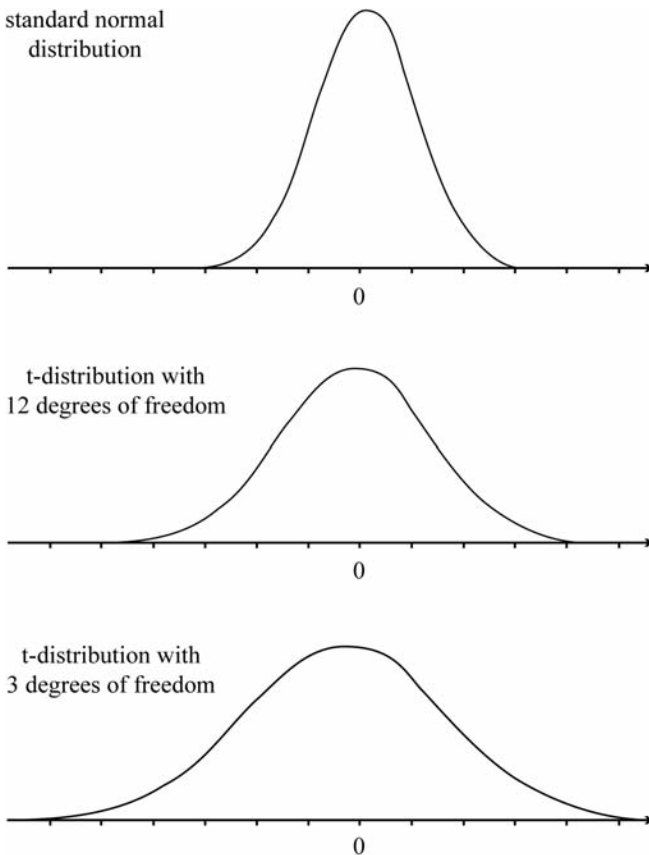 standard normal
distribution
0
t-distribution with
12 degrees of freedom
0
t-distribution with
3 degrees of freedom
0